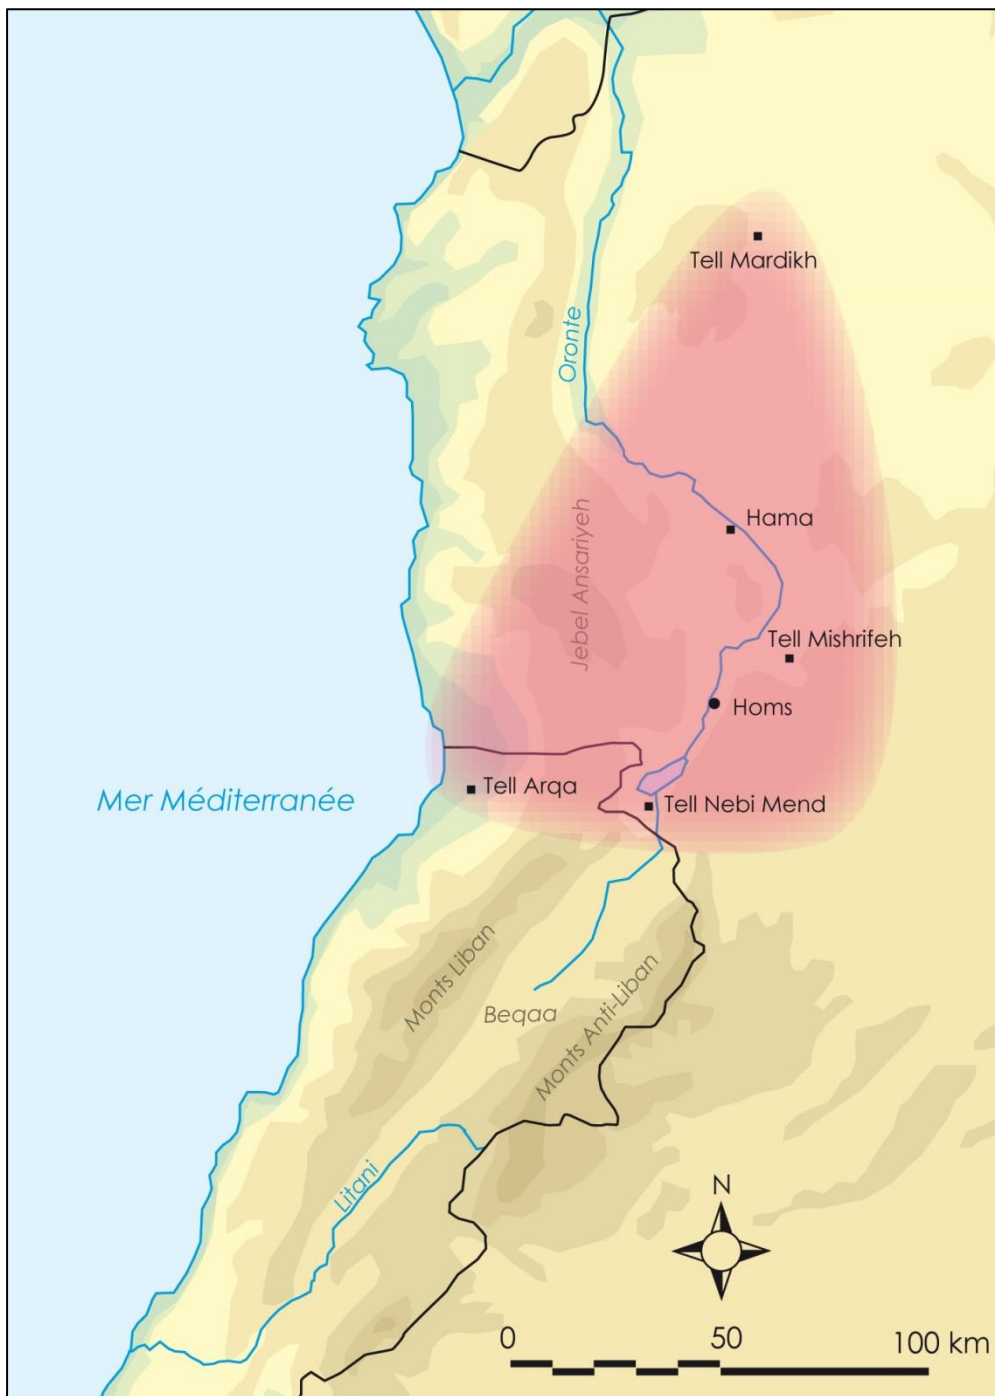 Tell Mardikh
Oronte
Hama
Jebel Ansariyeh
Tell Mishrifeh
Homs
Tell Arqa
Mer Méditerranée
Tell Nebi Mend
Monts Liban
Beqaa
Monts Anti-Liban
Litani
N
0 50 100 km